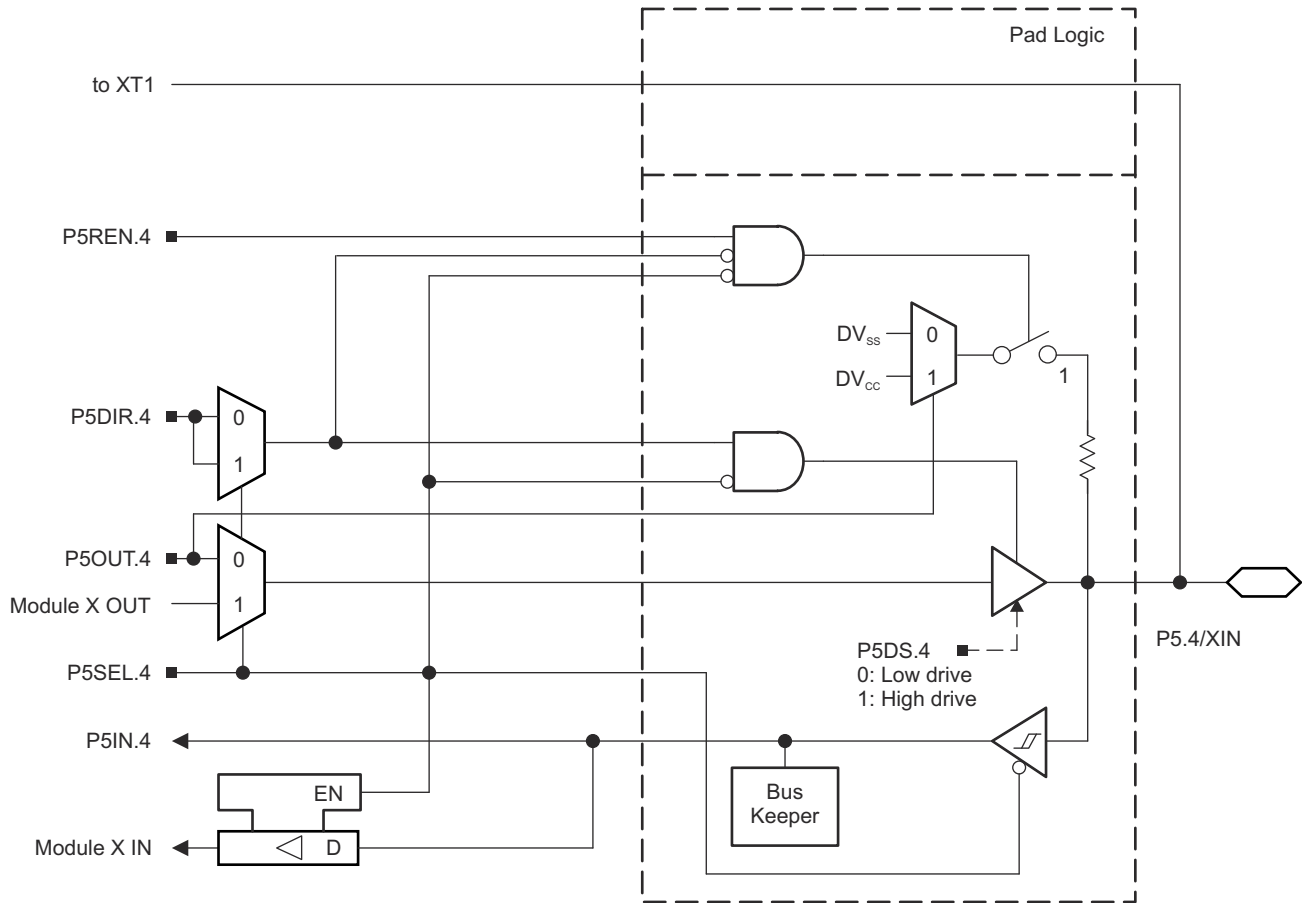 Pad Logic
to XT1
P5REN.4
DVSS
0
DVCC
1
1
P5DIR.4
0
1
P5OUT.4
0
Module X OUT
1
P5SEL.4
P5DS.4
0: Low drive
1: High drive
P5.4/XIN
P5IN.4
EN
Bus
Keeper
Module X IN
D